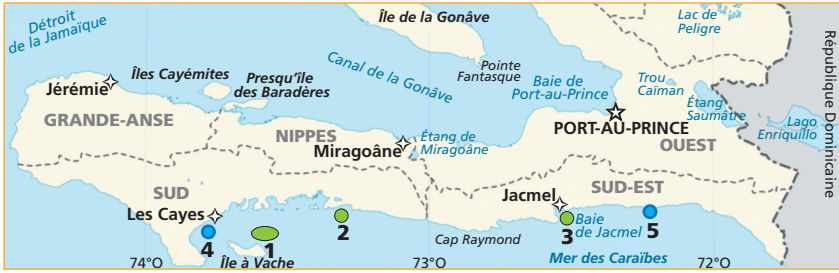 Détroit
de la Jamaïque
Île de la Gonâve
Lac de
Péligre
République Dominicaine
Pointe
Fantasque
Canal de la Gonâve
Baie de
Port-au-Prince
Trou
Caïman
Étang
Saumâtre
Lago
Enriquillo
Jérémie
Îles Cayémites
Presqu'île
des Baradères
GRANDE-ANSE
NIPPES
Miragoâne
Étang de
Miragoâne
PORT-AU-PRINCE
OUEST
SUD
Les Cayes
Jacmel
SUD-EST
4
1
2
3
5
Cap Raymond
Baie
de Jacmel
Île à Vache
Mer des Caraïbes
74°O
73°O
72°O